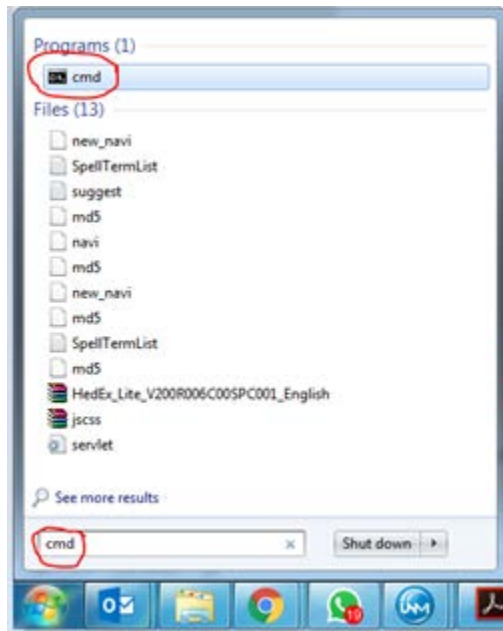 Programs (1)
cmd
Files (13)
new_navi
SpellTermList
suggest
md5
navi
md5
new_navi
md5
SpellTermList
md5
HedEx_Lite_V200R006C00SPC001_English
jscss
servlet
See more results
cmd
Shut down
19